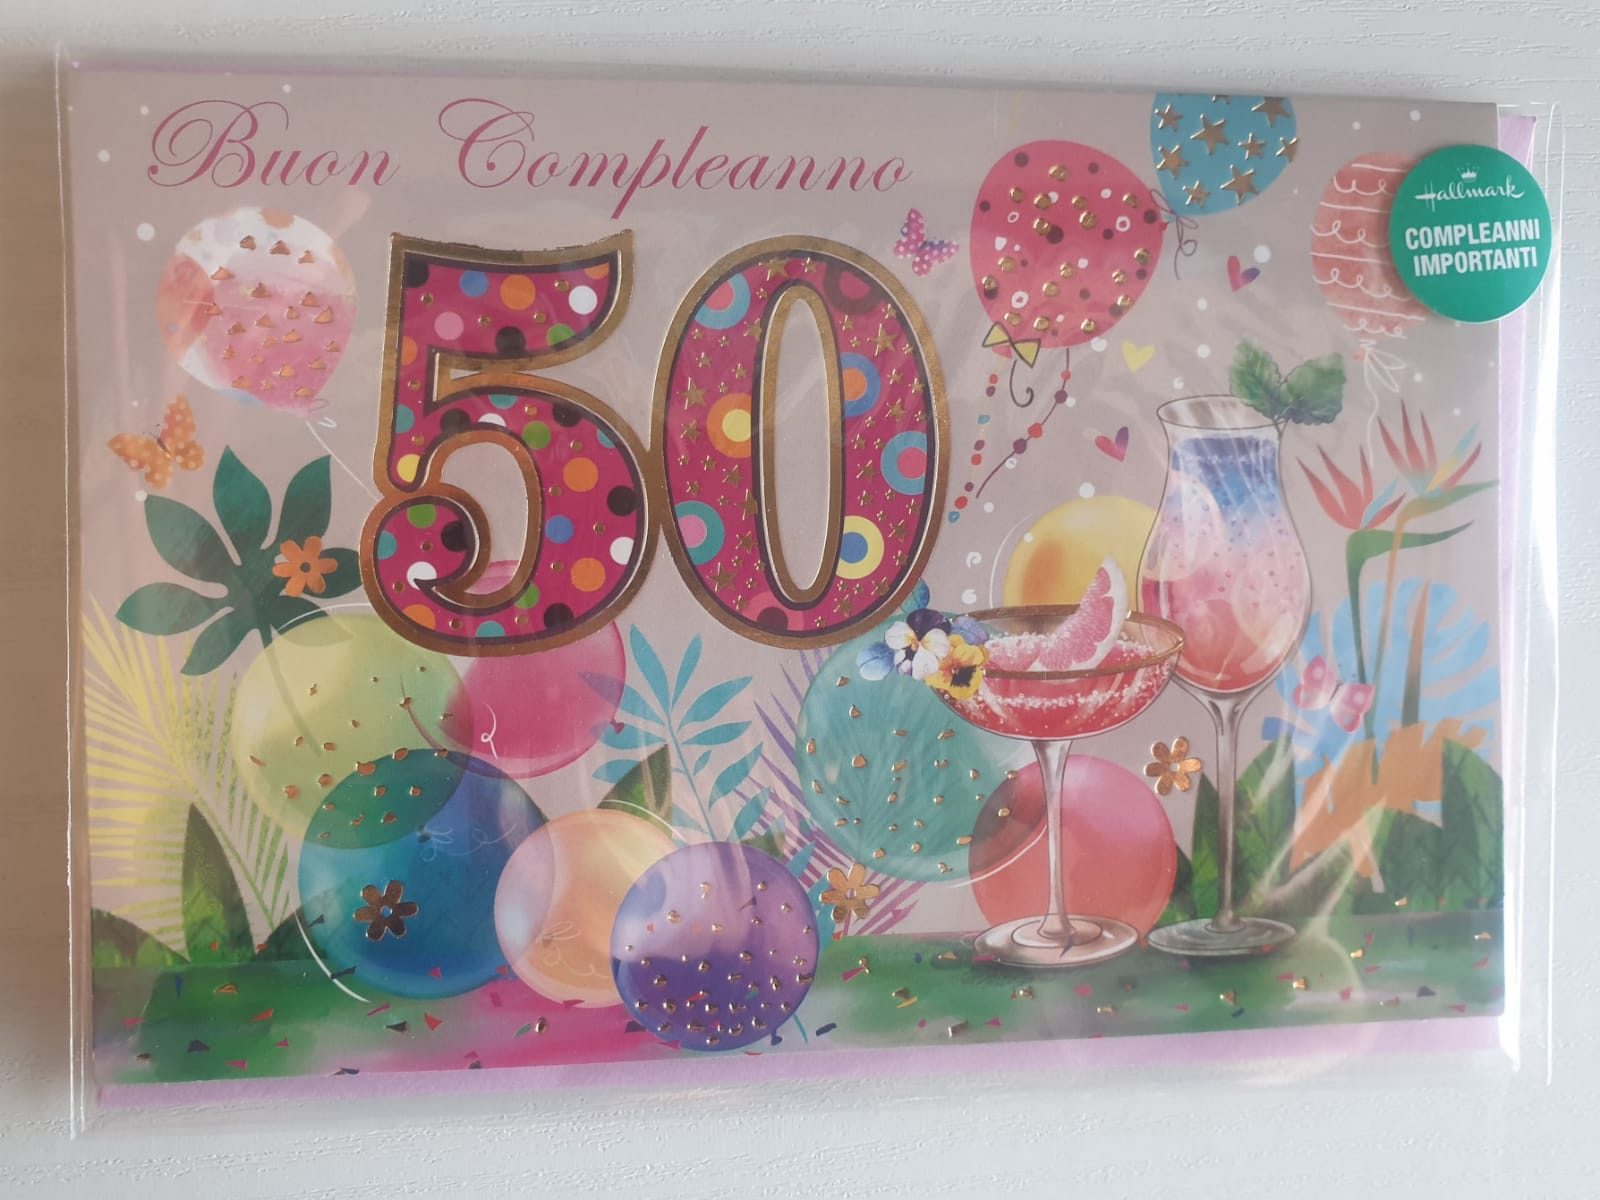 Buon Compleanno
50
Hallmark
COMPLEANNI
IMPORTANTI